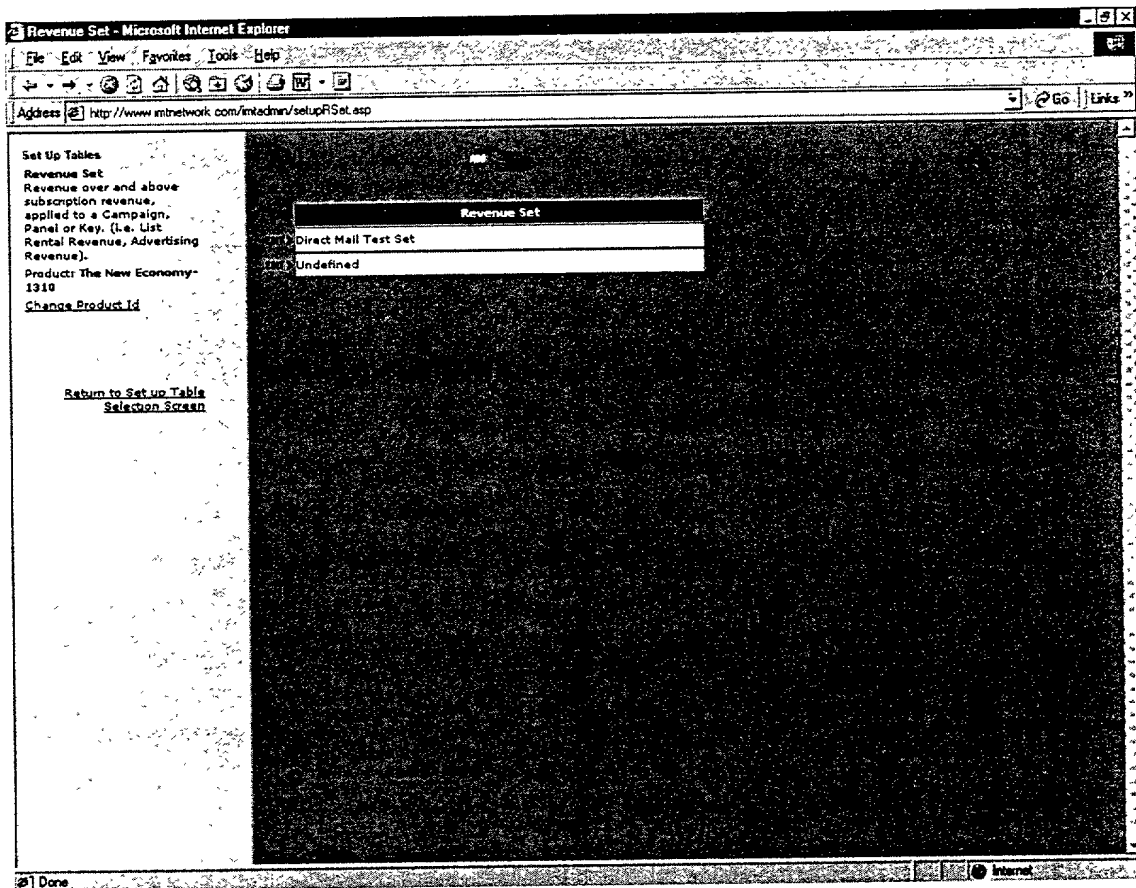 Revenue Set - Microsoft Internet Explorer
File Edit View Favorites Tools Help
Address http://www.imtnetwork.com/imtadmin/setupRSet.asp Go Links »
Set Up Tables
Revenue Set
Revenue over and above
subscription revenue,
applied to a Campaign,
Panel or Key. (i.e. List
Rental Revenue, Advertising
Revenue).
Product: The New Economy-
1310
Change Product Id
Return to Set up Table
Selection Screen
Revenue Set
Direct Mail Test Set
Undefined
Done Internet